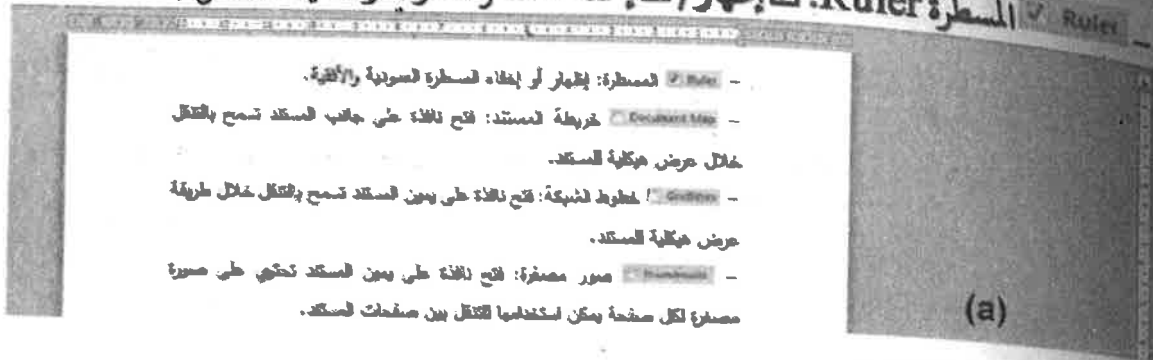 – Ruler المسطرة Ruler:
– Ruler المسطرة: إظهار أو إخفاء المسطرة العمودية والأفقية.
– Document Map خريطة المستند: فتح نافذة على جانب المستند تسمح بالتنقل
خلال عرض هيكلية المستند.
– Gridlines خطوط الشبكة: فتح نافذة على يمين المستند تسمح بالتنقل خلال طريقة
عرض هيكلية المستند.
– Thumbnails صور مصغرة: فتح نافذة على يمين المستند تحتوي على صورة
مصغرة لكل صفحة يمكن استخدامها للتنقل بين صفحات المستند.
(a)